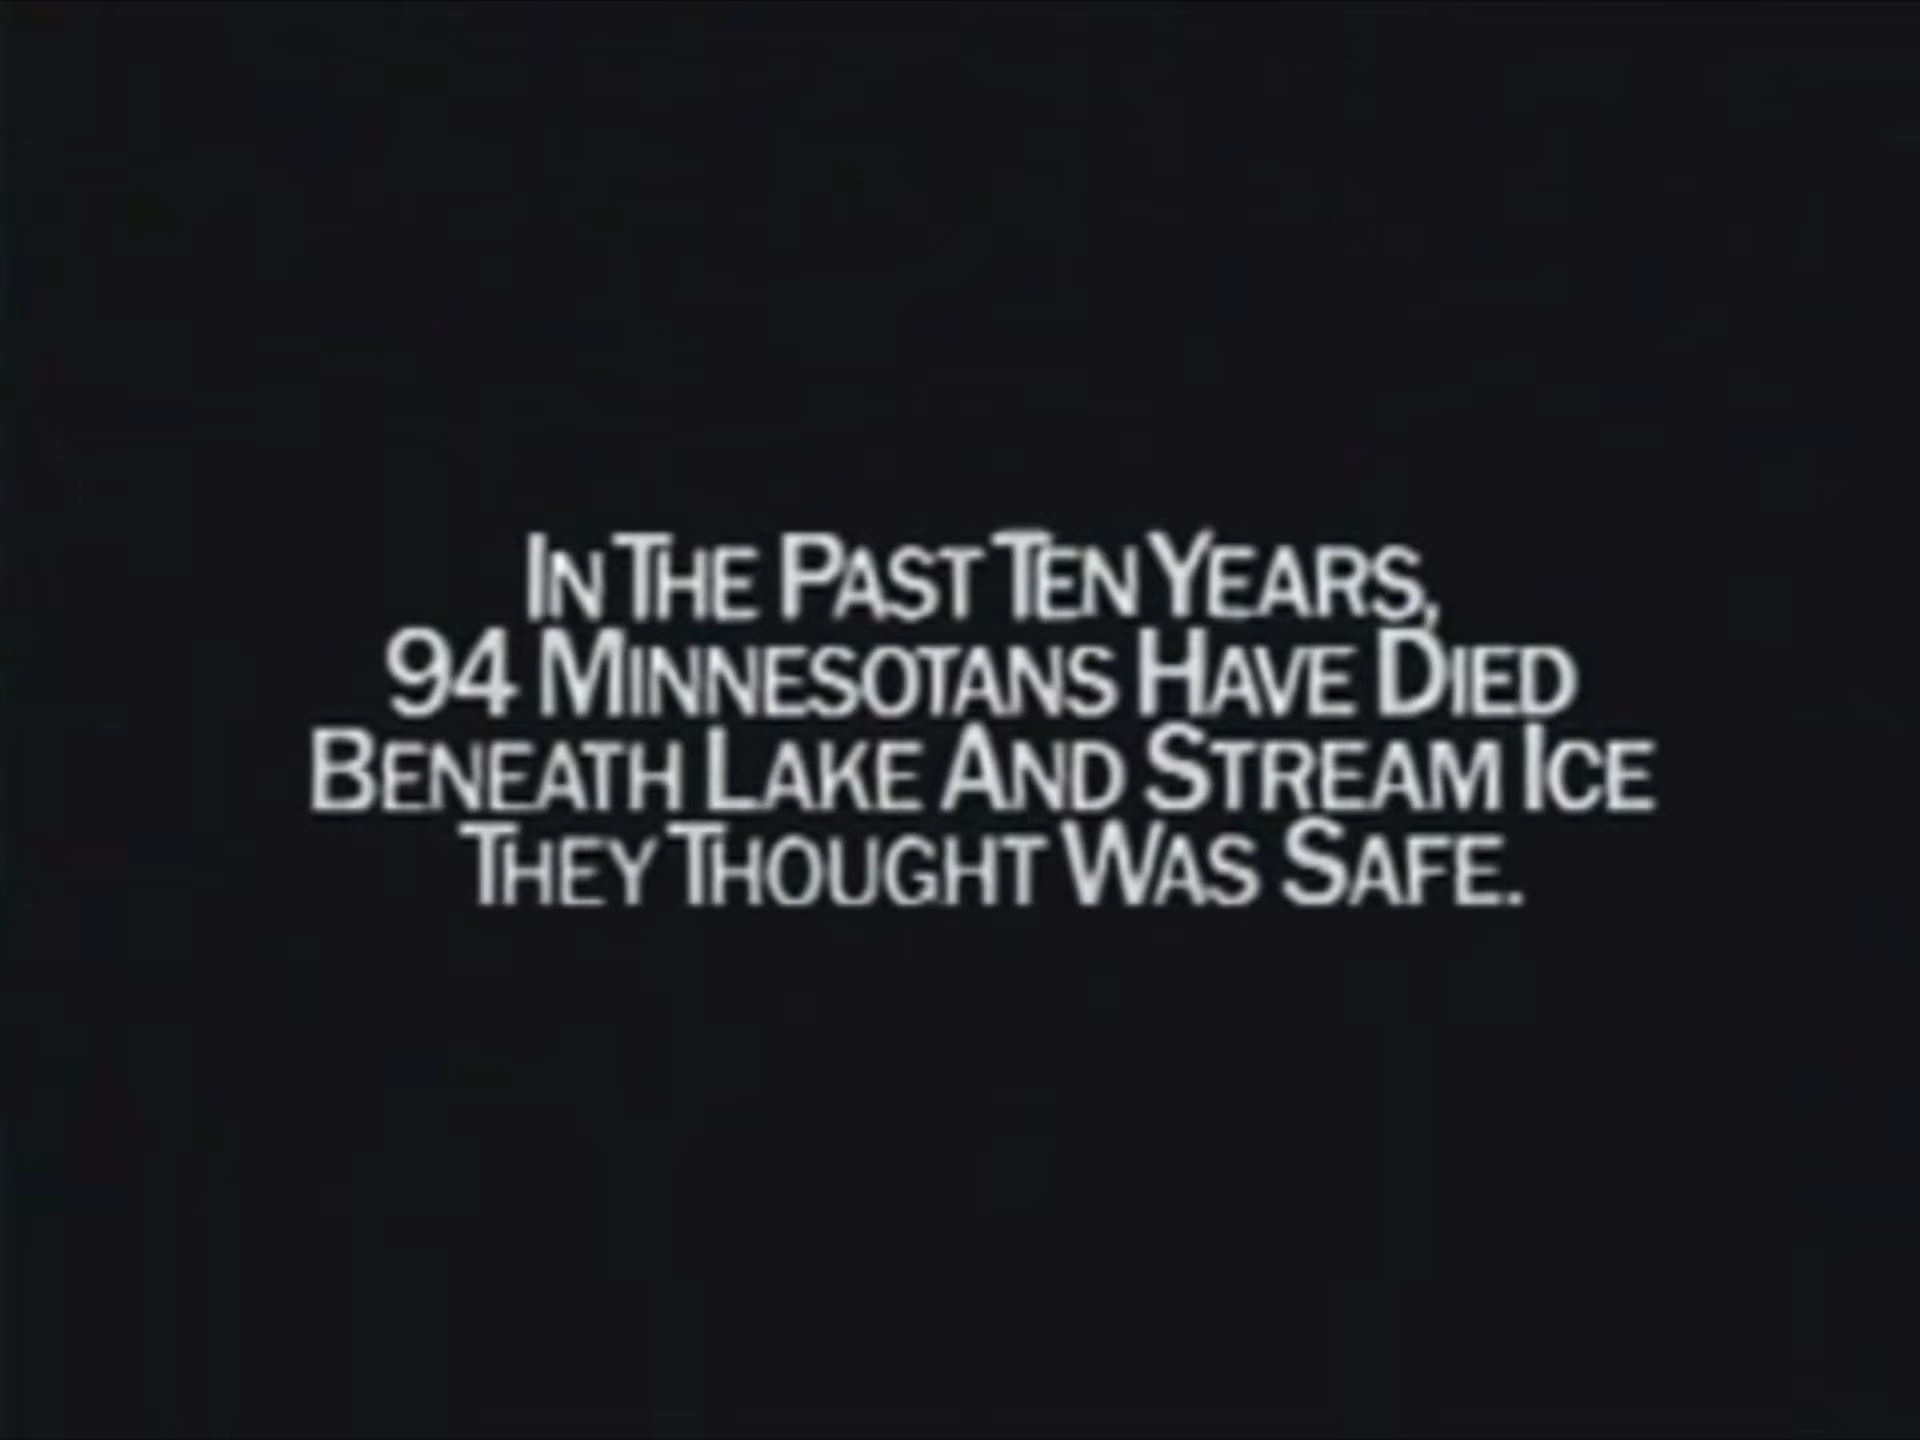 In The Past Ten Years,
94 Minnesotans Have Died
Beneath Lake And Stream Ice
They Thought Was Safe.